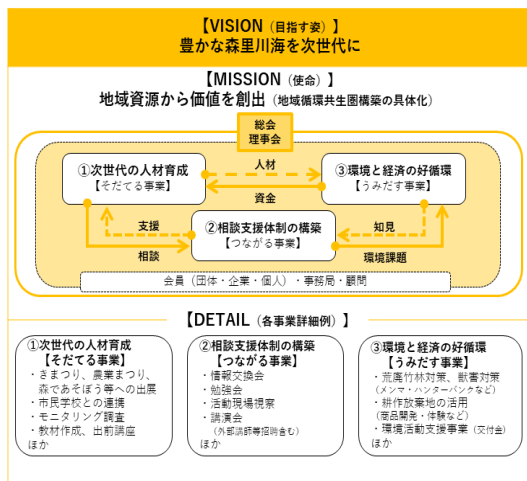 【VISION（目指す姿）】
豊かな森里川海を次世代に
【MISSION（使命）】
地域資源から価値を創出（地域循環共生圏構築の具体化）
総会
理事会
①次世代の人材育成
【そだてる事業】
人材
資金
③環境と経済の好循環
【うみだす事業】
支援
相談
②相談支援体制の構築
【つながる事業】
知見
環境課題
会員（団体・企業・個人）・事務局・顧問
【DETAIL（各事業詳細例）】
①次世代の人材育成
【そだてる事業】
・きまつり、農業まつり、
森であそぼう等への出展
・市民学校との連携
・モニタリング調査
・教材作成、出前講座
ほか
②相談支援体制の構築
【つながる事業】
・情報交換会
・勉強会
・活動現場視察
・講演会
（外部講師等招聘含む）
ほか
③環境と経済の好循環
【うみだす事業】
・荒廃竹林対策、獣害対策
（メンマ・ハンターバンクなど）
・耕作放棄地の活用
（商品開発・体験など）
・環境活動支援事業（交付金）
ほか